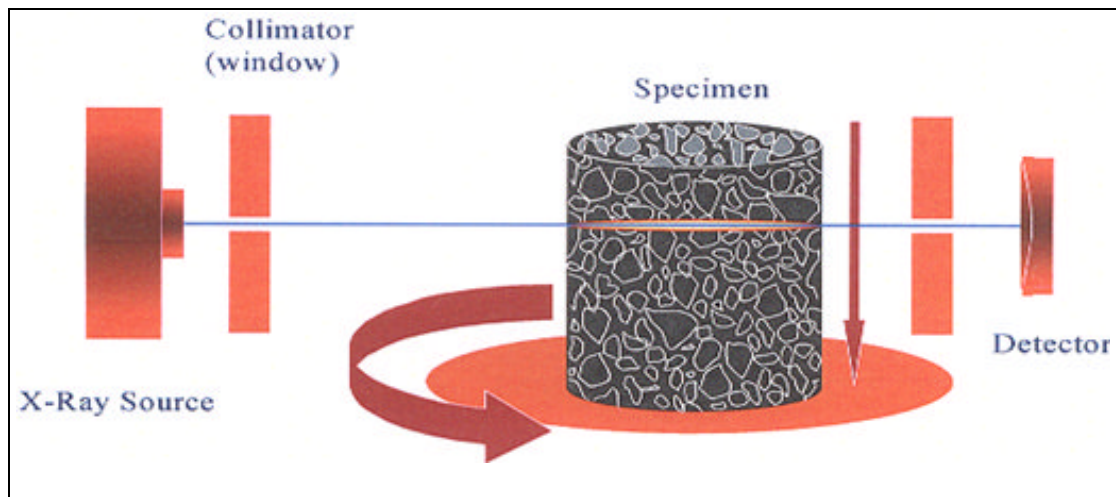 Collimator
(window)
Specimen
Detector
X-Ray Source